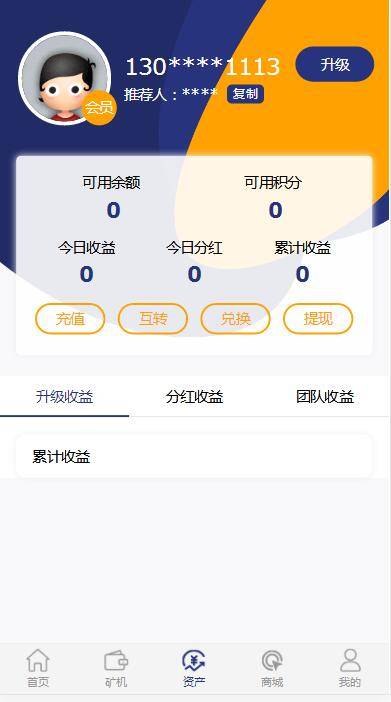 130****1113
升级
会员
推荐人：****
复制
可用余额 可用积分
0 0
今日收益 今日分红 累计收益
0 0 0
充值 互转 兑换 提现
升级收益 分红收益 团队收益
累计收益
首页 矿机 资产 商城 我的